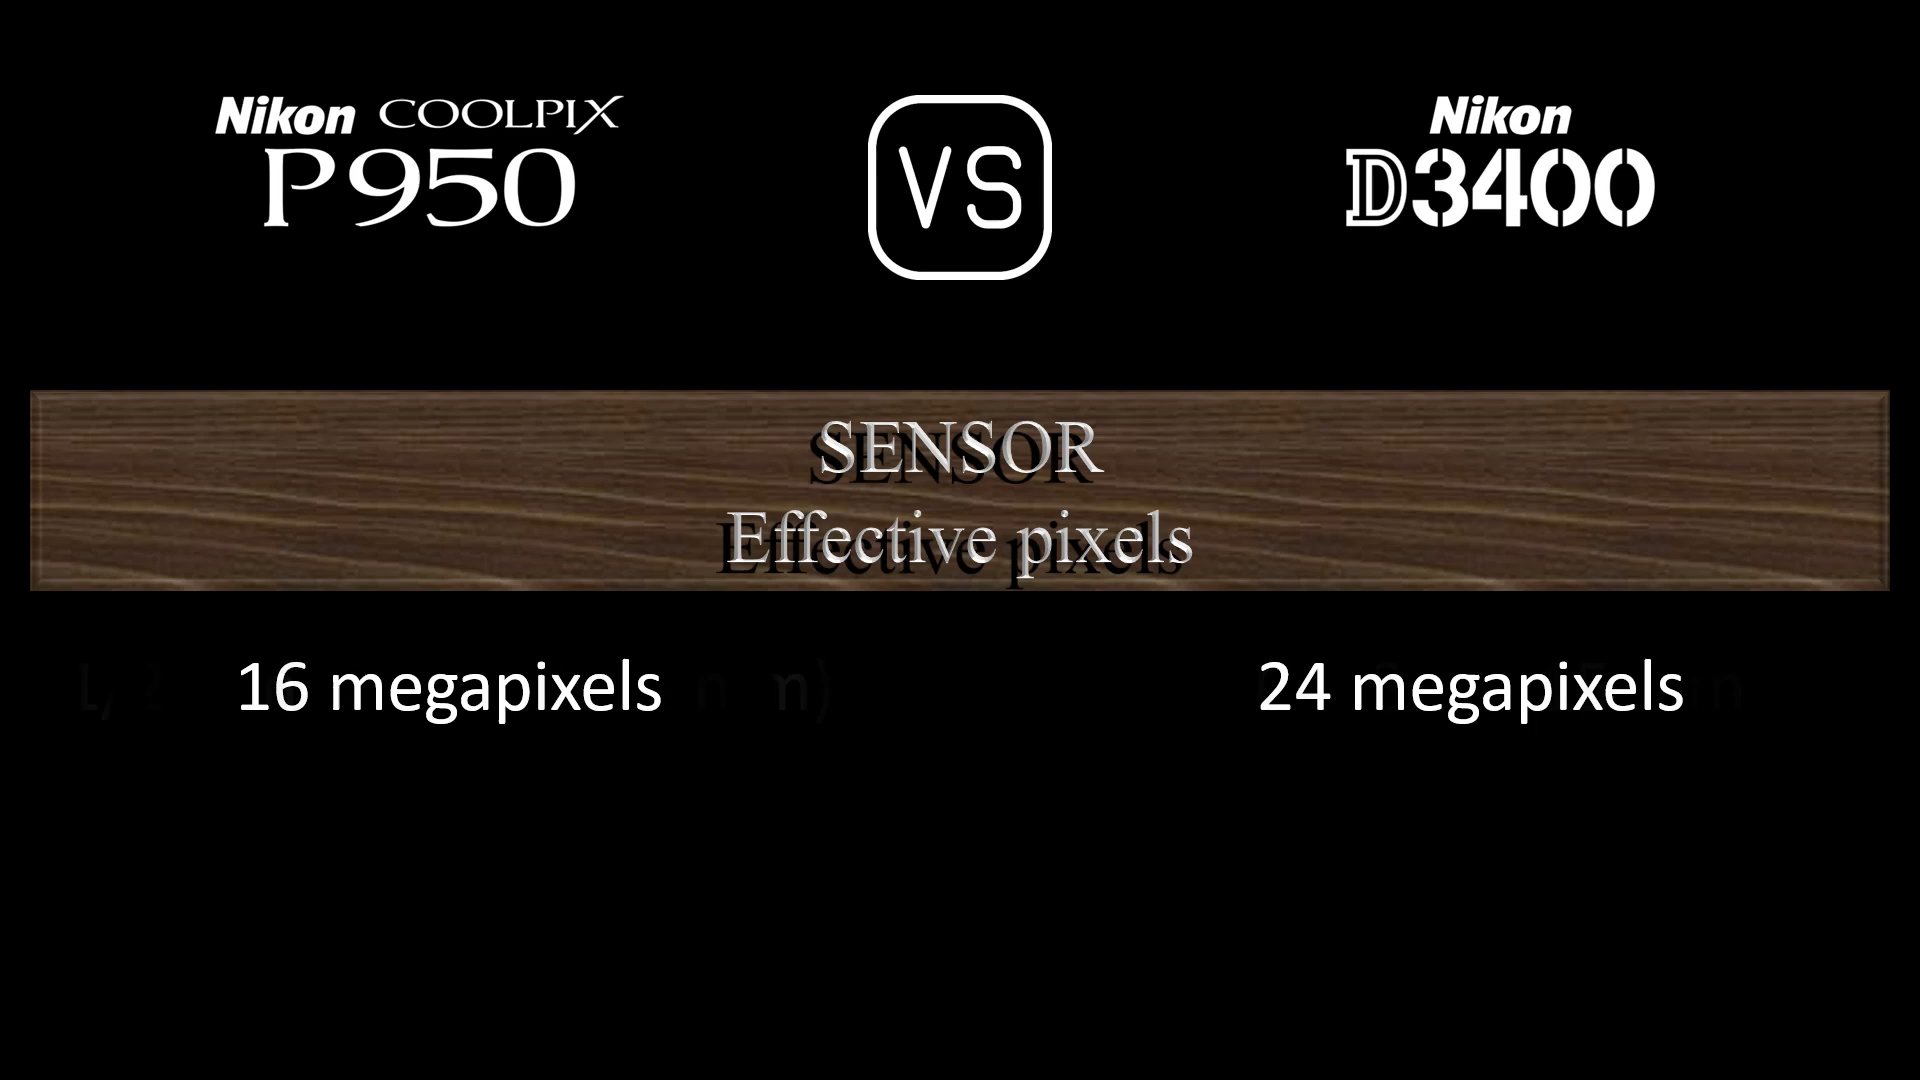 Nikon COOLPIX
P950
VS
Nikon
D3400
SENSOR
Effective pixels
16 megapixels
24 megapixels